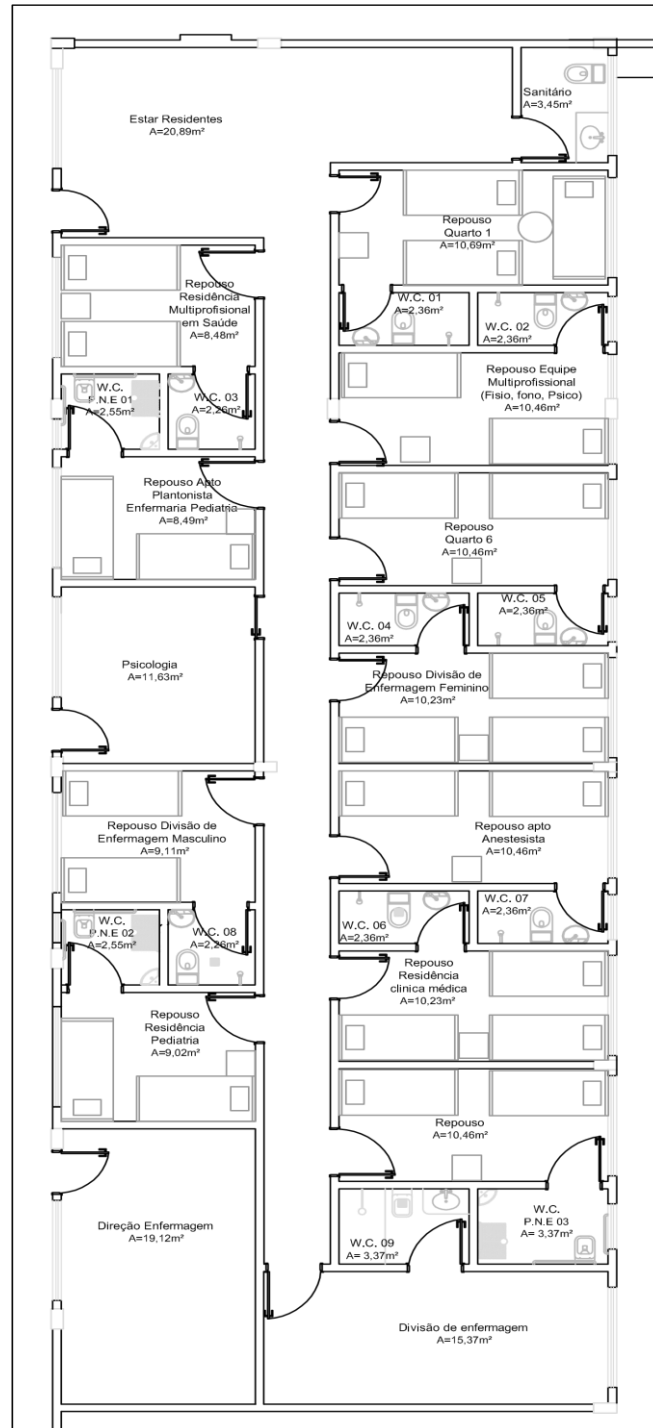 Estar Residentes
A=20,89m²
Sanitário
A=3,45m²
Repouso
Quarto 1
A=10,69m²
Repouso
Residência
Multiprofisional
em Saúde
A=8,48m²
W.C. 01
A=2,36m²
W.C. 02
A=2,36m²
Repouso Equipe
Multiprofissional
(Fisio, fono, Psico)
A=10,46m²
W.C.
P.N.E 01
A=2,55m²
W.C. 03
A=2,26m²
Repouso Apto
Plantonista
Enfermaria Pediatria
A=8,49m²
Repouso
Quarto 6
A=10,46m²
W.C. 04
A=2,36m²
W.C. 05
A=2,36m²
Psicologia
A=11,63m²
Repouso Divisão de
Enfermagem Feminino
A=10,23m²
Repouso Divisão de
Enfermagem Masculino
A=9,11m²
Repouso apto
Anestesista
A=10,46m²
W.C.
P.N.E 02
A=2,55m²
W.C. 08
A=2,26m²
W.C. 06
A=2,36m²
W.C. 07
A=2,36m²
Repouso
Residência
clinica médica
A=10,23m²
Repouso
Residência
Pediatria
A=9,02m²
Repouso
A=10,46m²
Direção Enfermagem
A=19,12m²
W.C. 09
A= 3,37m²
W.C.
P.N.E 03
A= 3,37m²
Divisão de enfermagem
A=15,37m²